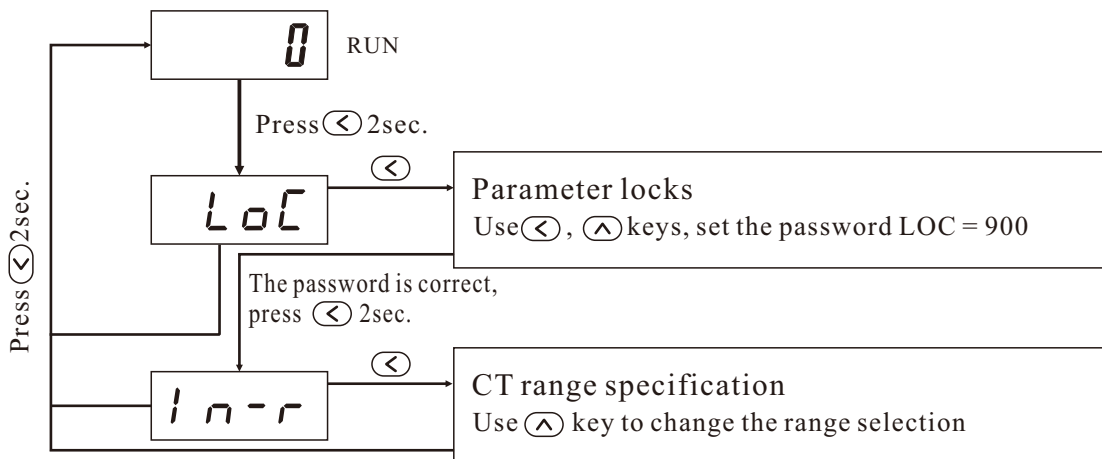 0
RUN
Press < 2sec.
LoC
<
Parameter locks
Use <, ∧ keys, set the password LOC = 900
The password is correct,
press < 2sec.
Press < 2sec.
In-r
<
CT range specification
Use ∧ key to change the range selection